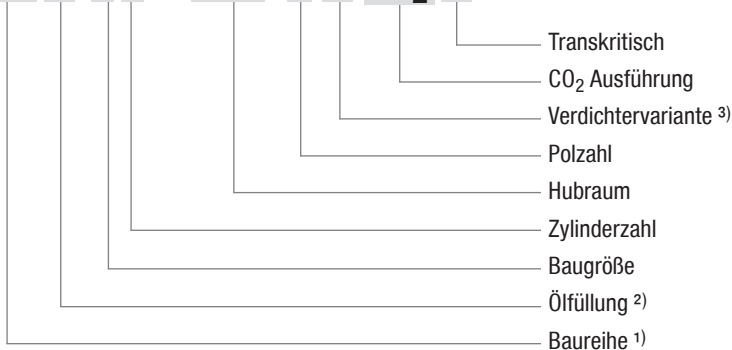 Transkritisch
CO₂ Ausführung
Verdichtervariante ³⁾
Polzahl
Hubraum
Zylinderzahl
Baugröße
Ölfüllung ²⁾
Baureihe ¹⁾